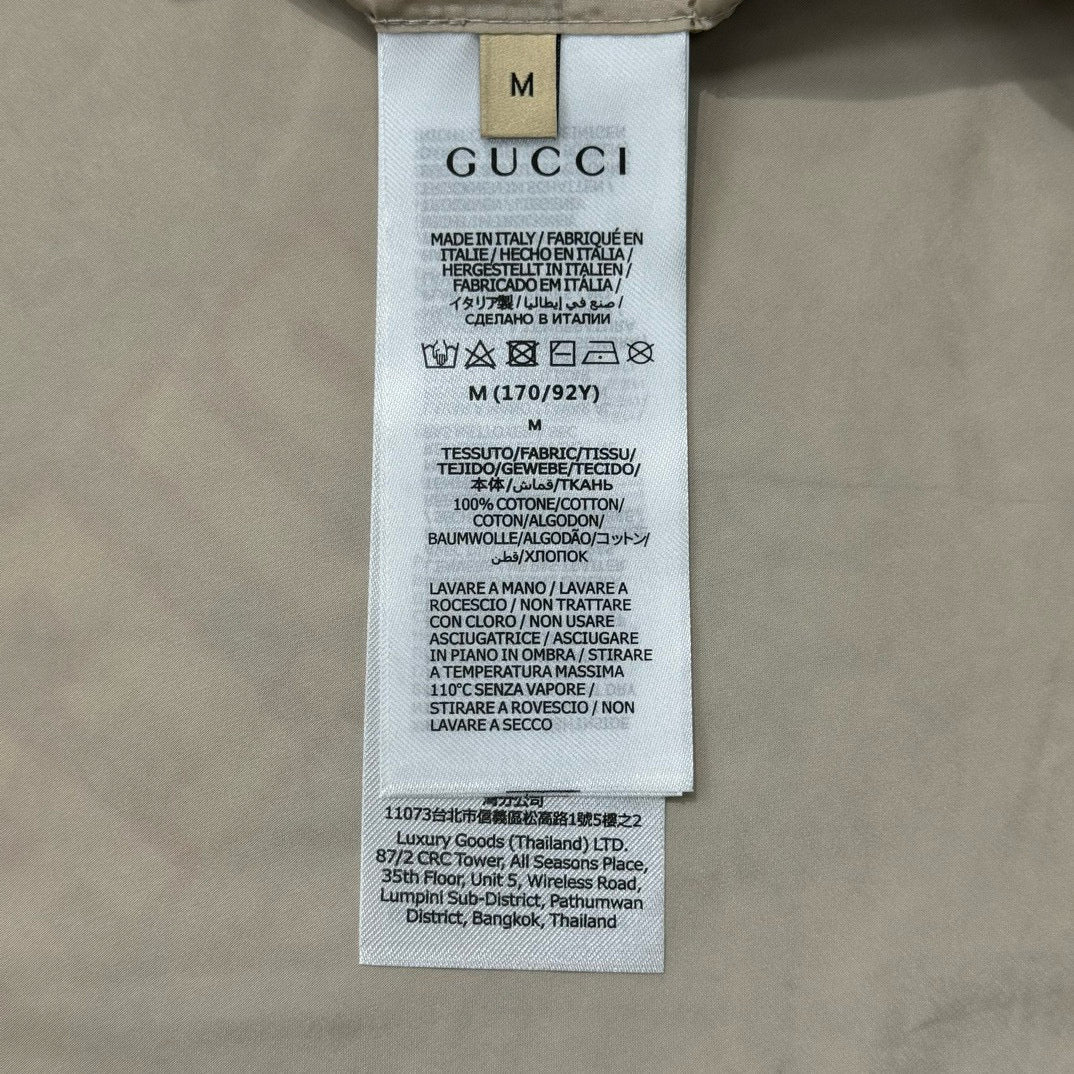 M
GUCCI
MADE IN ITALY / FABRIQUÉ EN
ITALIE / HECHO EN ITALIA /
HERGESTELLT IN ITALIEN /
FABRICADO EM ITÁLIA /
イタリア製 / صنع في إيطاليا /
СДЕЛАНО В ИТАЛИИ
M (170/92Y)
M
TESSUTO/FABRIC/TISSU/
TEJIDO/GEWEBE/TECIDO/
本体/قماش/ТКАНЬ
100% COTONE/COTTON/
COTON/ALGODON/
BAUMWOLLE/ALGODÃO/コットン/
قطن/ХЛОПОК
LAVARE A MANO / LAVARE A
ROCESCIO / NON TRATTARE
CON CLORO / NON USARE
ASCIUGATRICE / ASCIUGARE
IN PIANO IN OMBRA / STIRARE
A TEMPERATURA MASSIMA
110°C SENZA VAPORE /
STIRARE A ROVESCIO / NON
LAVARE A SECCO
灣分公司
11073台北市信義區松高路1號5樓之2
Luxury Goods (Thailand) LTD.
87/2 CRC Tower, All Seasons Place,
35th Floor, Unit 5, Wireless Road,
Lumpini Sub-District, Pathumwan
District, Bangkok, Thailand